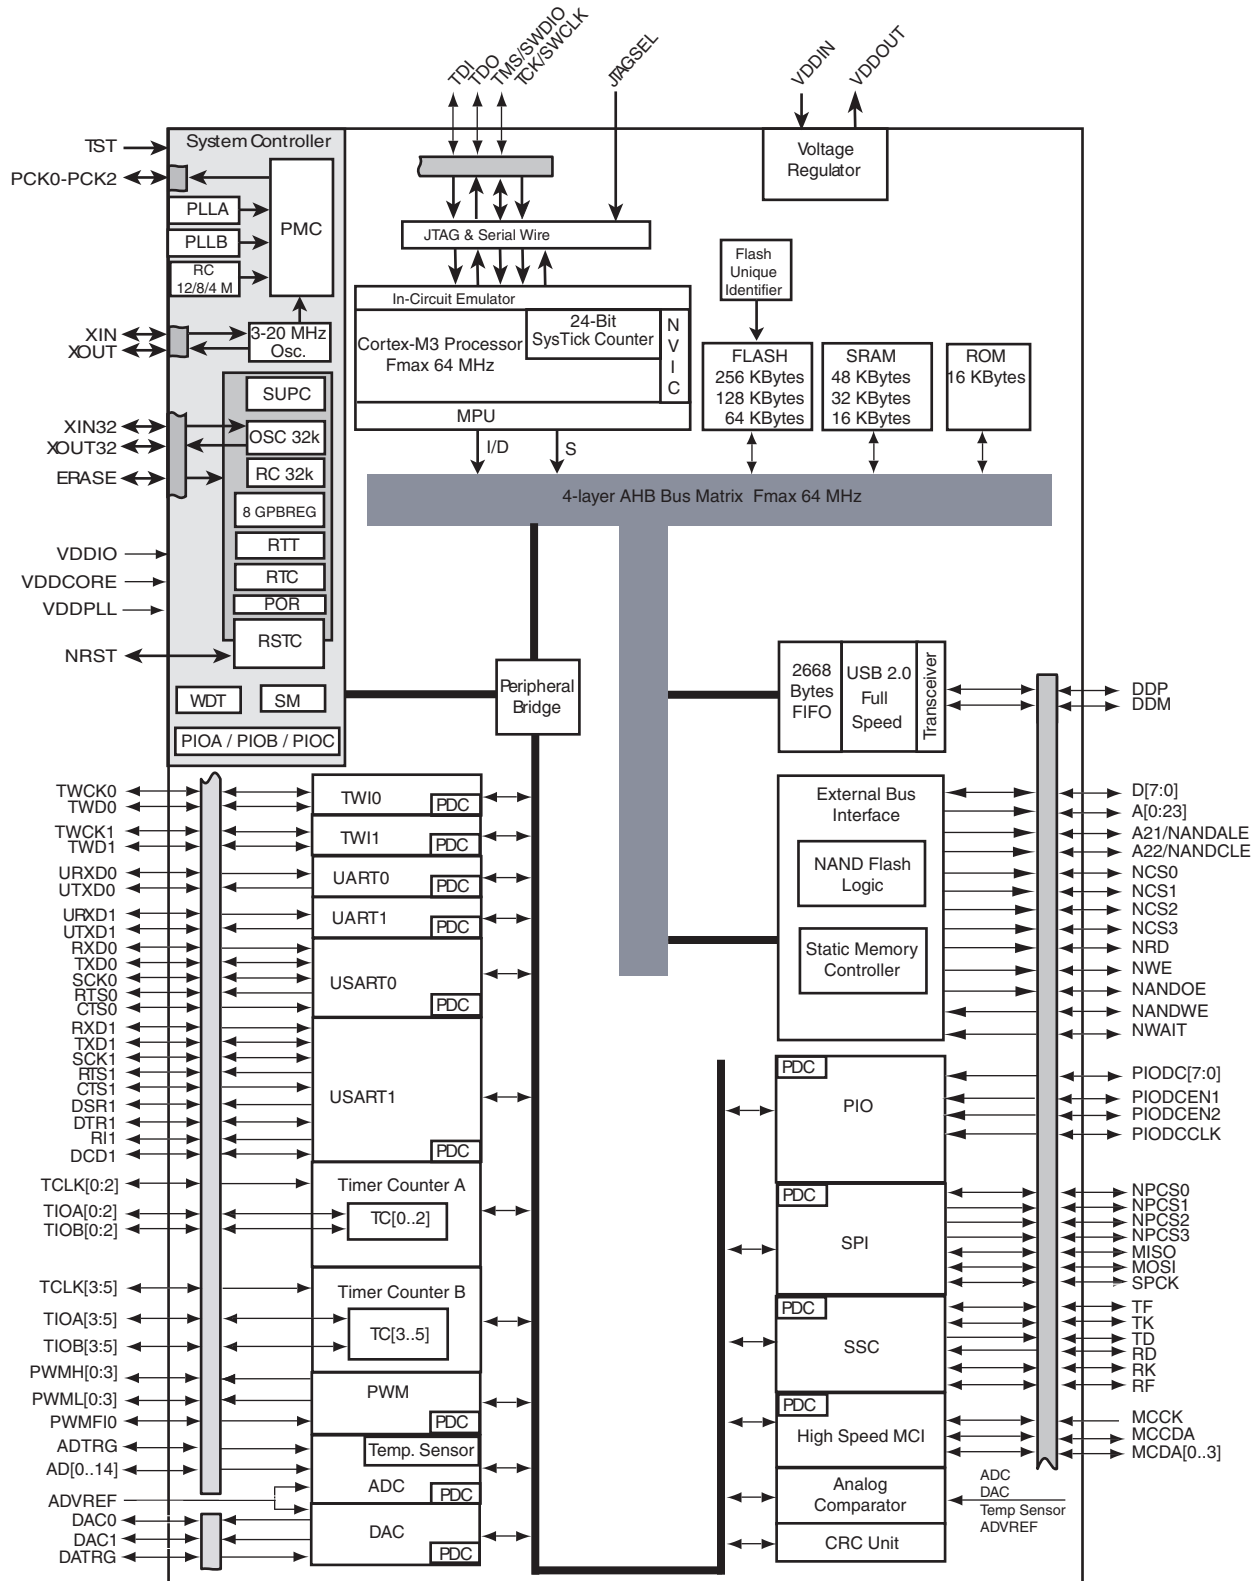 TDI
TDO
TMS/SWDIO
TCK/SWCLK
JTAGSEL
VDDIN
VDDOUT
TST
PCK0-PCK2
System Controller
PLLA
PLLB
RC
12/8/4 M
PMC
XIN
XOUT
3-20 MHz
Osc.
SUPC
XIN32
XOUT32
ERASE
OSC 32k
RC 32k
8 GPBREG
RTT
RTC
POR
RSTC
VDDIO
VDDCORE
VDDPLL
NRST
WDT
SM
PIOA / PIOB / PIOC
JTAG & Serial Wire
In-Circuit Emulator
24-Bit
SysTick Counter
Cortex-M3 Processor
Fmax 64 MHz
N
V
I
C
MPU
I/D
S
Voltage
Regulator
Flash
Unique
Identifier
FLASH
256 KBytes
128 KBytes
64 KBytes
SRAM
48 KBytes
32 KBytes
16 KBytes
ROM
16 KBytes
4-layer AHB Bus Matrix Fmax 64 MHz
Peripheral
Bridge
2668
Bytes
FIFO
USB 2.0
Full
Speed
Transceiver
DDP
DDM
TWCK0
TWD0
TWCK1
TWD1
URXD0
UTXD0
URXD1
UTXD1
RXD0
TXD0
SCK0
RTS0
CTS0
RXD1
TXD1
SCK1
RTS1
CTS1
DSR1
DTR1
RI1
DCD1
TCLK[0:2]
TIOA[0:2]
TIOB[0:2]
TCLK[3:5]
TIOA[3:5]
TIOB[3:5]
PWMH[0:3]
PWML[0:3]
PWMFI0
ADTRG
AD[0..14]
ADVREF
DAC0
DAC1
DATRG
TWI0
PDC
TWI1
PDC
UART0
PDC
UART1
PDC
USART0
PDC
USART1
PDC
Timer Counter A
TC[0..2]
Timer Counter B
TC[3..5]
PWM
PDC
Temp. Sensor
ADC
PDC
DAC
PDC
External Bus
Interface
NAND Flash
Logic
Static Memory
Controller
D[7:0]
A[0:23]
A21/NANDALE
A22/NANDCLE
NCS0
NCS1
NCS2
NCS3
NRD
NWE
NANDOE
NANDWE
NWAIT
PDC
PIO
PIODC[7:0]
PIODCEN1
PIODCEN2
PIODCCLK
PDC
SPI
NPCS0
NPCS1
NPCS2
NPCS3
MISO
MOSI
SPCK
PDC
SSC
TF
TK
TD
RD
RK
RF
PDC
High Speed MCI
MCCK
MCCDA
MCDA[0..3]
Analog
Comparator
ADC
DAC
Temp Sensor
ADVREF
CRC Unit